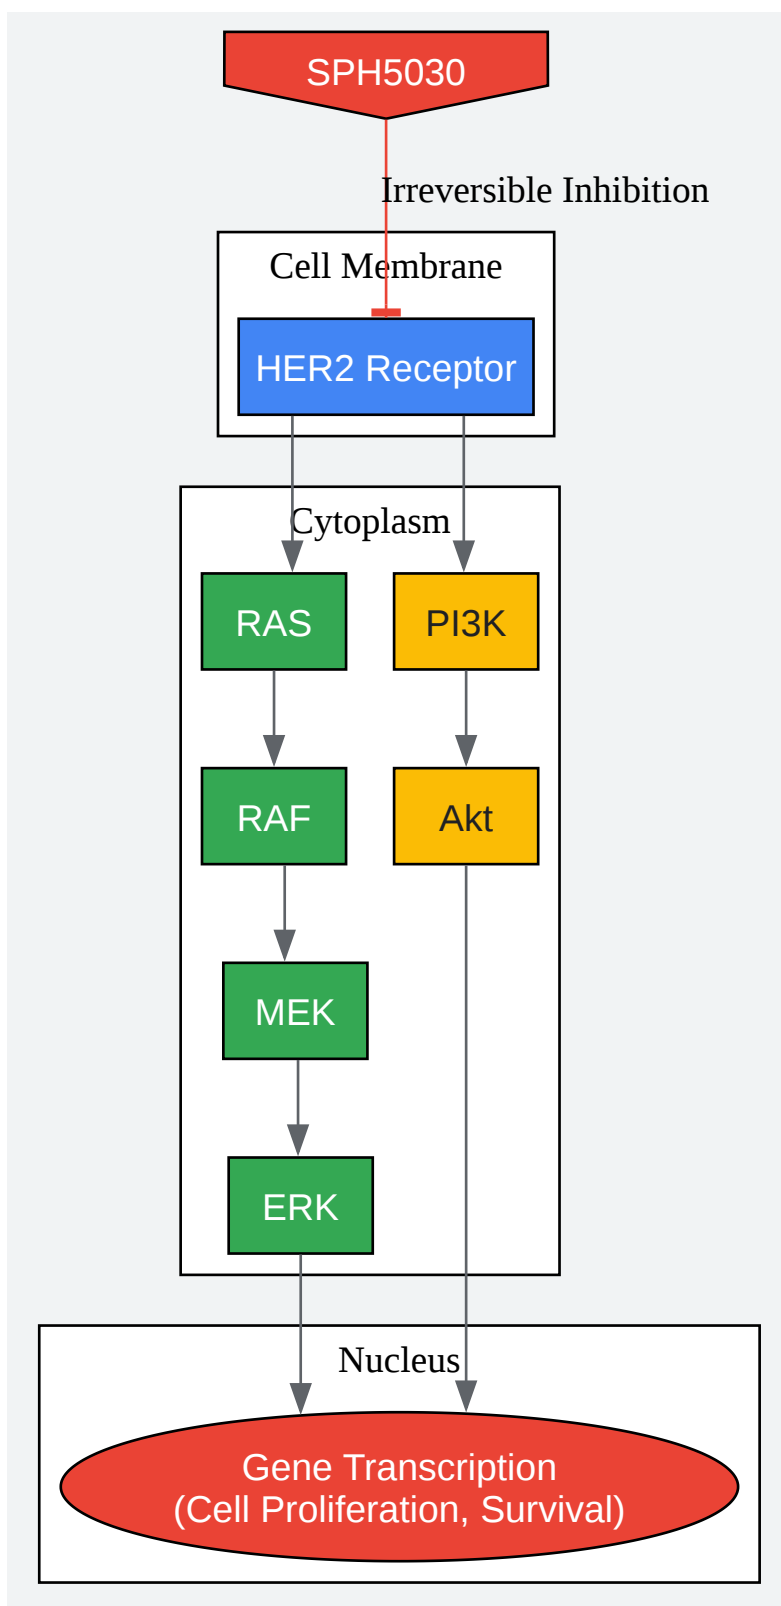 SPH5030
Irreversible Inhibition
Cell Membrane
HER2 Receptor
Cytoplasm
RAS
PI3K
RAF
Akt
MEK
ERK
Nucleus
Gene Transcription
(Cell Proliferation, Survival)